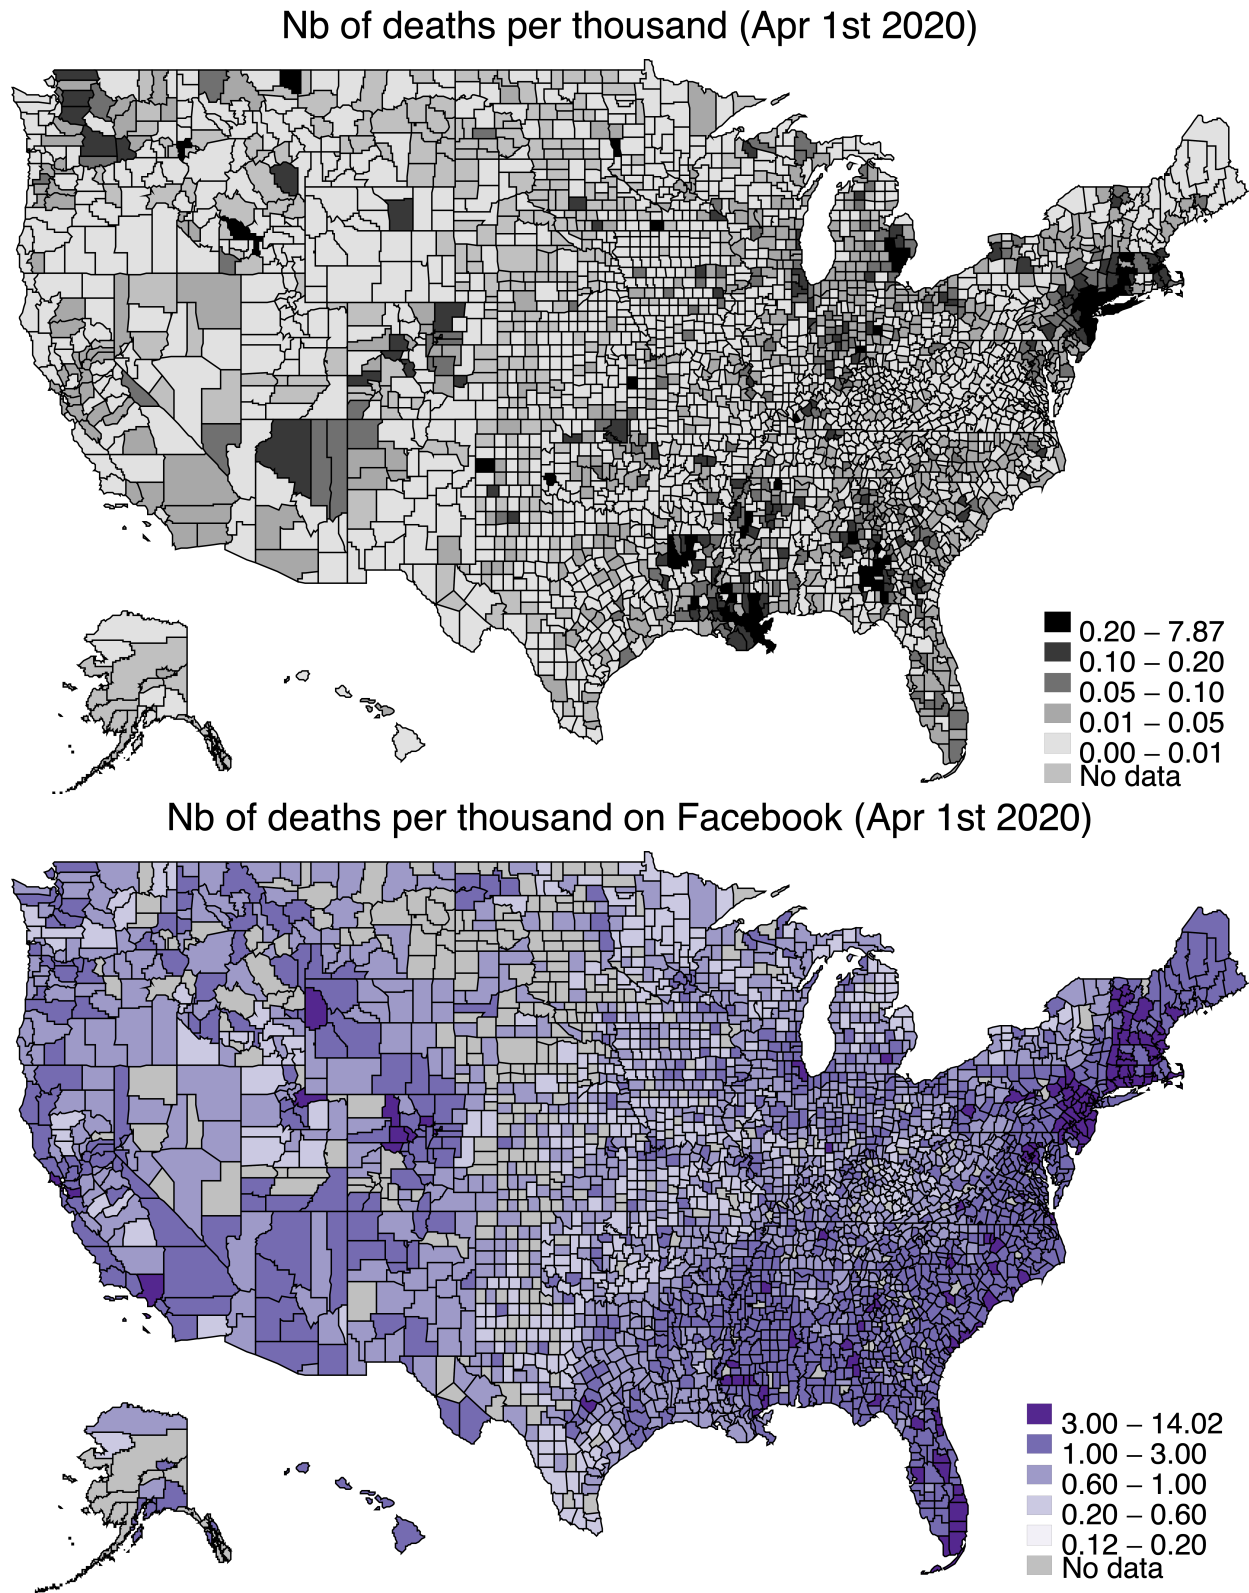 Nb of deaths per thousand (Apr 1st 2020)
0.20 – 7.87
0.10 – 0.20
0.05 – 0.10
0.01 – 0.05
0.00 – 0.01
No data
Nb of deaths per thousand on Facebook (Apr 1st 2020)
3.00 – 14.02
1.00 – 3.00
0.60 – 1.00
0.20 – 0.60
0.12 – 0.20
No data